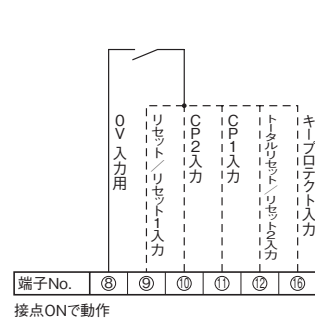 0V 入力用
リセット/リセット1入力
CP2入力
CP1入力
トータルリセット/リセット2入力
キープロテクト入力
端子No. ⑧ ⑨ ⑩ ⑪ ⑫ ⑯
接点ONで動作